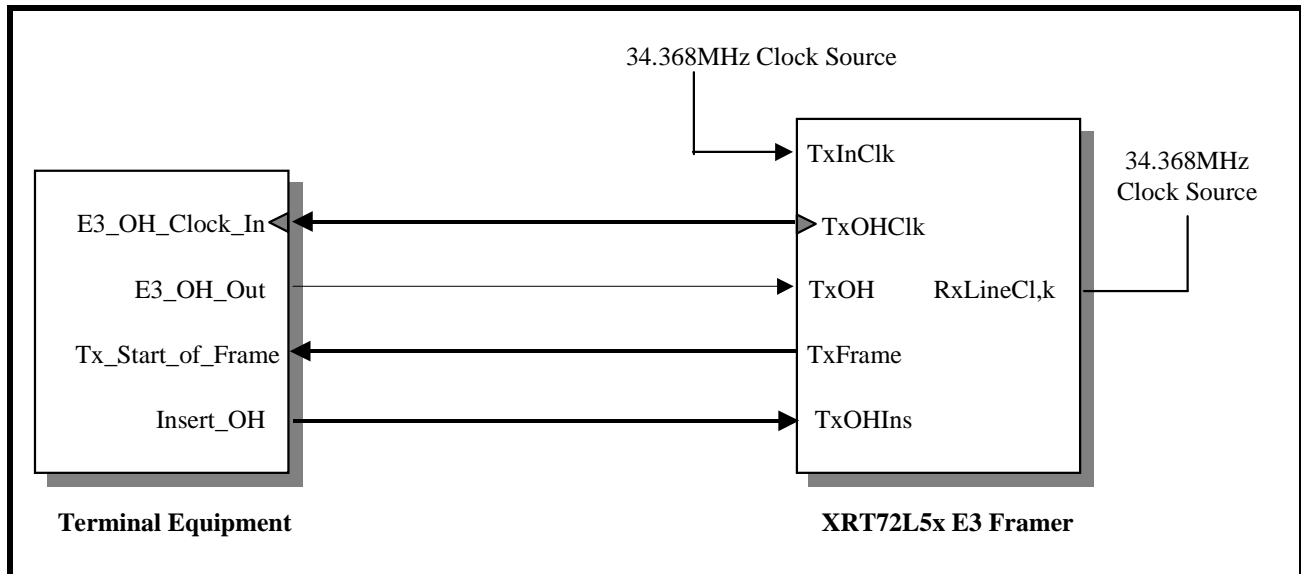 34.368MHz Clock Source
TxInClk
34.368MHz
Clock Source
E3_OH_Clock_In
TxOHClk
E3_OH_Out
TxOH
RxLineCl,k
Tx_Start_of_Frame
TxFrame
Insert_OH
TxOHIns
Terminal Equipment
XRT72L5x E3 Framer